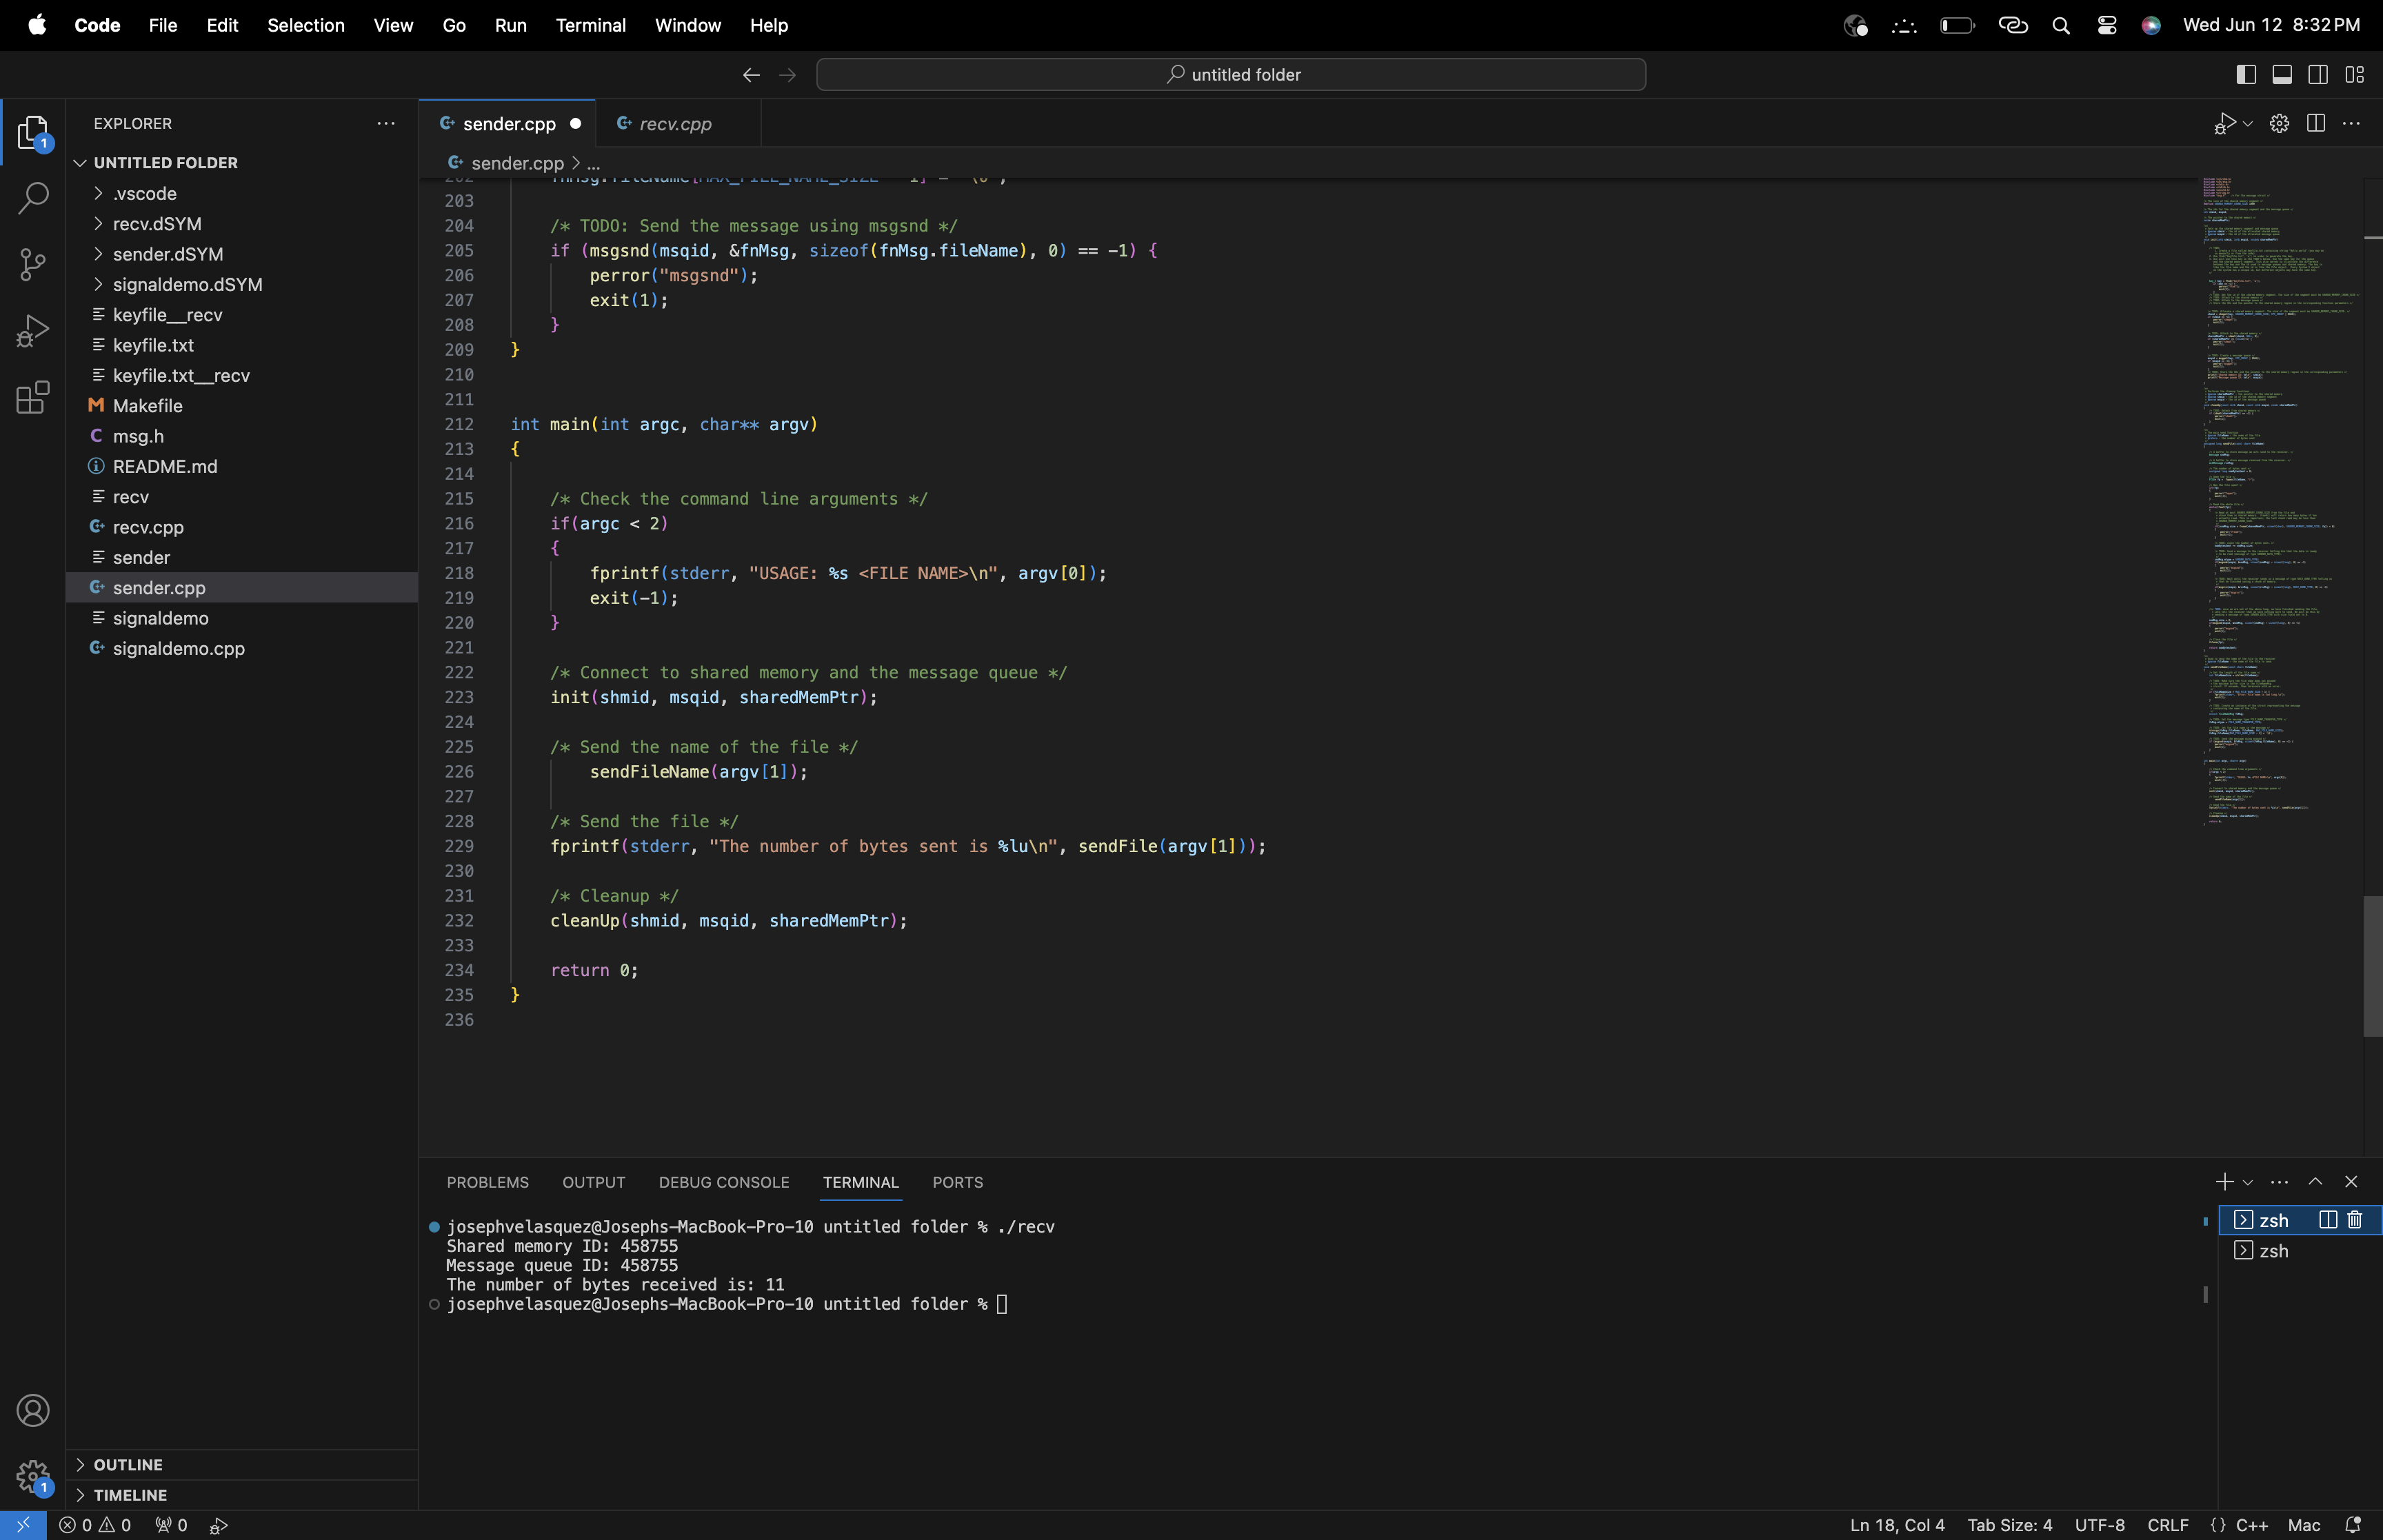 Code File Edit Selection View Go Run Terminal Window Help Wed Jun 12 8:32 PM
untitled folder
EXPLORER
1
UNTITLED FOLDER
.vscode
recv.dSYM
sender.dSYM
signaldemo.dSYM
keyfile__recv
keyfile.txt
keyfile.txt__recv
Makefile
msg.h
README.md
recv
recv.cpp
sender
sender.cpp
signaldemo
signaldemo.cpp
OUTLINE
TIMELINE
1
sender.cpp recv.cpp
sender.cpp > ...
203
204 /* TODO: Send the message using msgsnd */
205 if (msgsnd(msqid, &fnMsg, sizeof(fnMsg.fileName), 0) == -1) {
206 perror("msgsnd");
207 exit(1);
208 }
209 }
210
211
212 int main(int argc, char** argv)
213 {
214
215 /* Check the command line arguments */
216 if(argc < 2)
217 {
218 fprintf(stderr, "USAGE: %s <FILE NAME>\n", argv[0]);
219 exit(-1);
220 }
221
222 /* Connect to shared memory and the message queue */
223 init(shmid, msqid, sharedMemPtr);
224
225 /* Send the name of the file */
226 sendFileName(argv[1]);
227
228 /* Send the file */
229 fprintf(stderr, "The number of bytes sent is %lu\n", sendFile(argv[1]));
230
231 /* Cleanup */
232 cleanUp(shmid, msqid, sharedMemPtr);
233
234 return 0;
235 }
236
PROBLEMS OUTPUT DEBUG CONSOLE TERMINAL PORTS
josephvelasquez@Josephs-MacBook-Pro-10 untitled folder % ./recv
Shared memory ID: 458755
Message queue ID: 458755
The number of bytes received is: 11
josephvelasquez@Josephs-MacBook-Pro-10 untitled folder %
zsh
zsh
0 0 0 Ln 18, Col 4 Tab Size: 4 UTF-8 CRLF {} C++ Mac